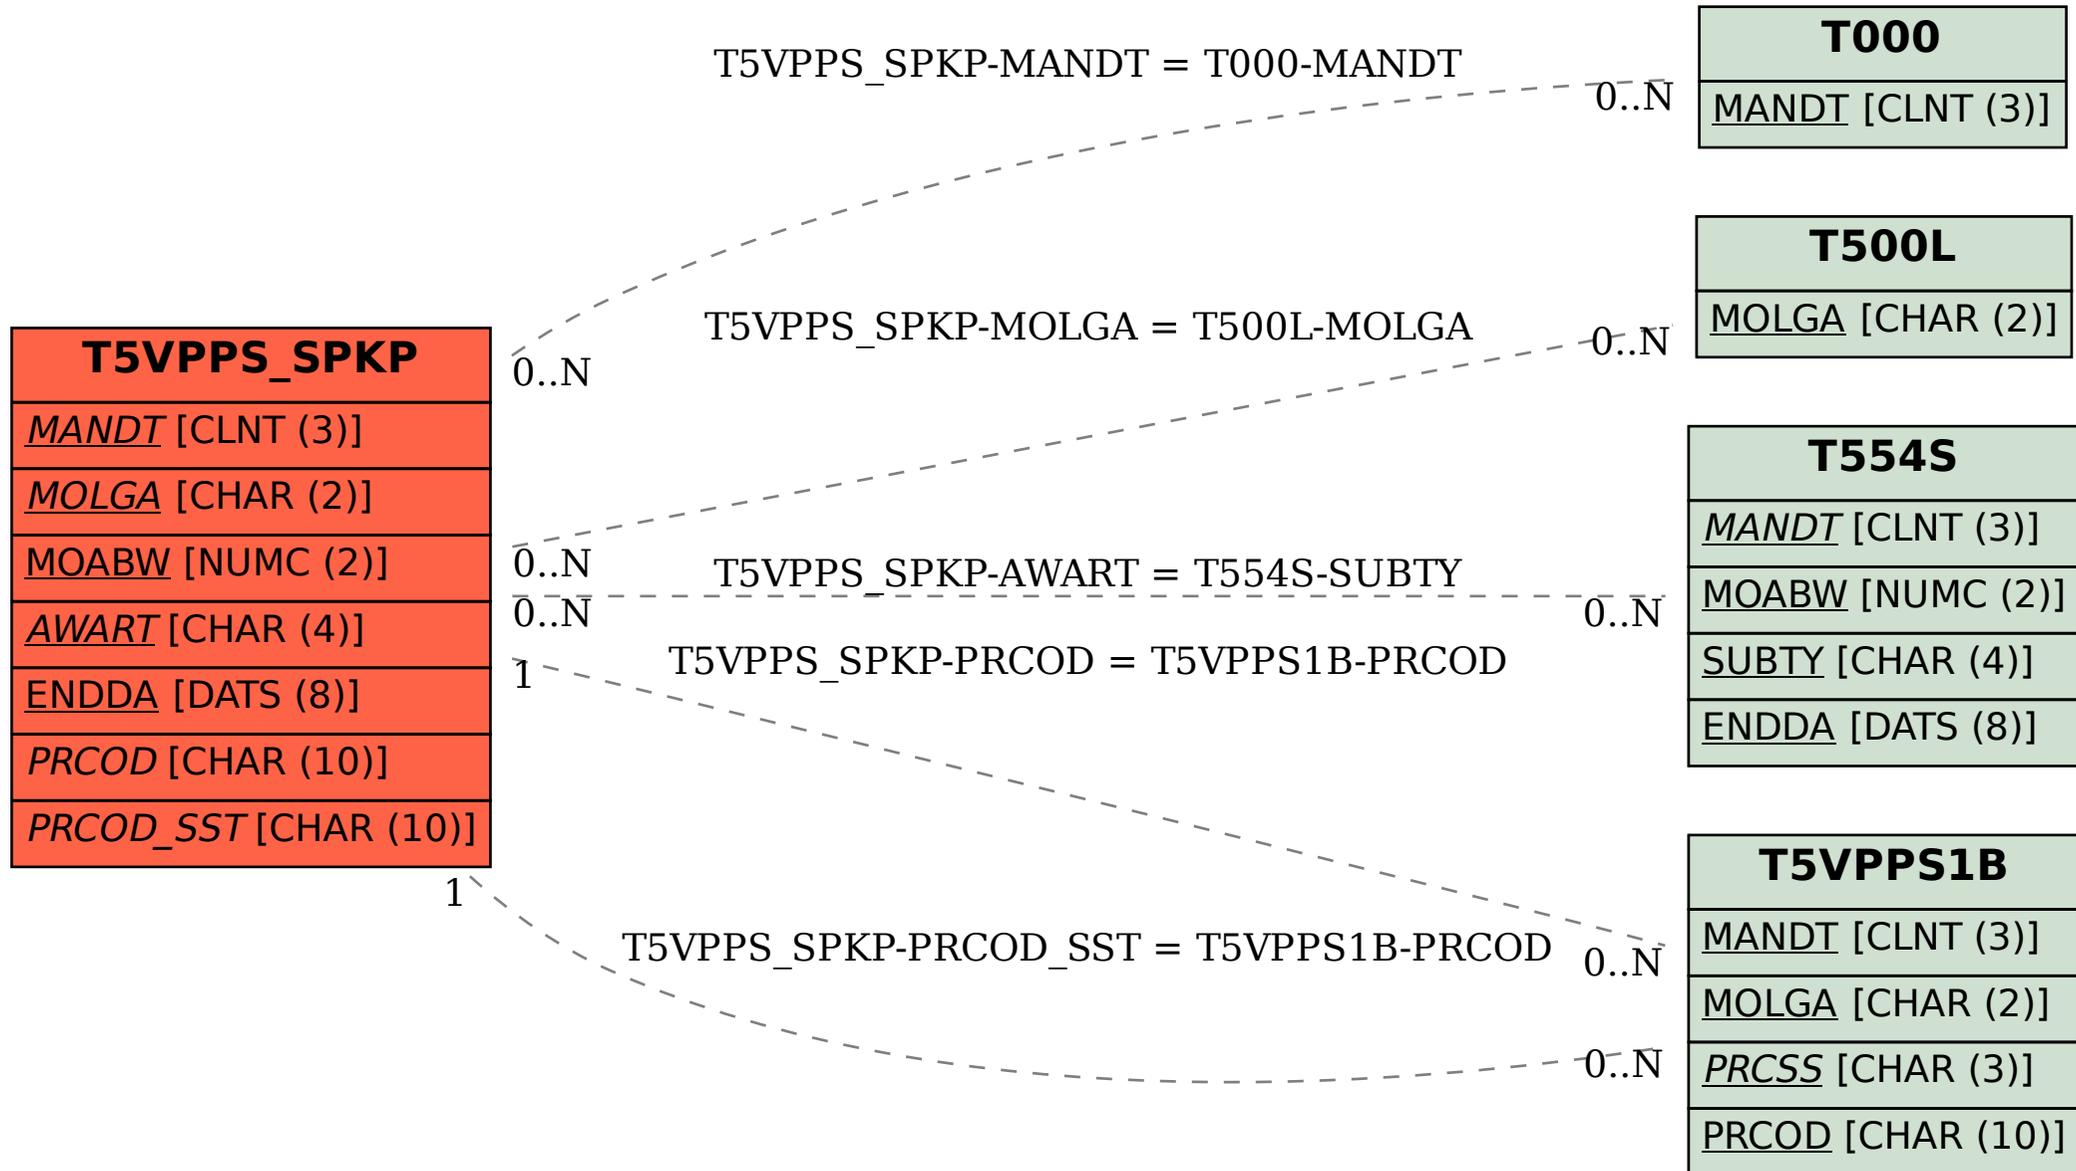 T5VPPS_SPKP
MANDT [CLNT (3)]
MOLGA [CHAR (2)]
MOABW [NUMC (2)]
AWART [CHAR (4)]
ENDDA [DATS (8)]
PRCOD [CHAR (10)]
PRCOD_SST [CHAR (10)]
T5VPPS_SPKP-MANDT = T000-MANDT
0..N
0..N
T5VPPS_SPKP-MOLGA = T500L-MOLGA
0..N
0..N
T5VPPS_SPKP-AWART = T554S-SUBTY
0..N
0..N
T5VPPS_SPKP-PRCOD = T5VPPS1B-PRCOD
1
0..N
T5VPPS_SPKP-PRCOD_SST = T5VPPS1B-PRCOD
1
0..N
T000
MANDT [CLNT (3)]
T500L
MOLGA [CHAR (2)]
T554S
MANDT [CLNT (3)]
MOABW [NUMC (2)]
SUBTY [CHAR (4)]
ENDDA [DATS (8)]
T5VPPS1B
MANDT [CLNT (3)]
MOLGA [CHAR (2)]
PRCSS [CHAR (3)]
PRCOD [CHAR (10)]